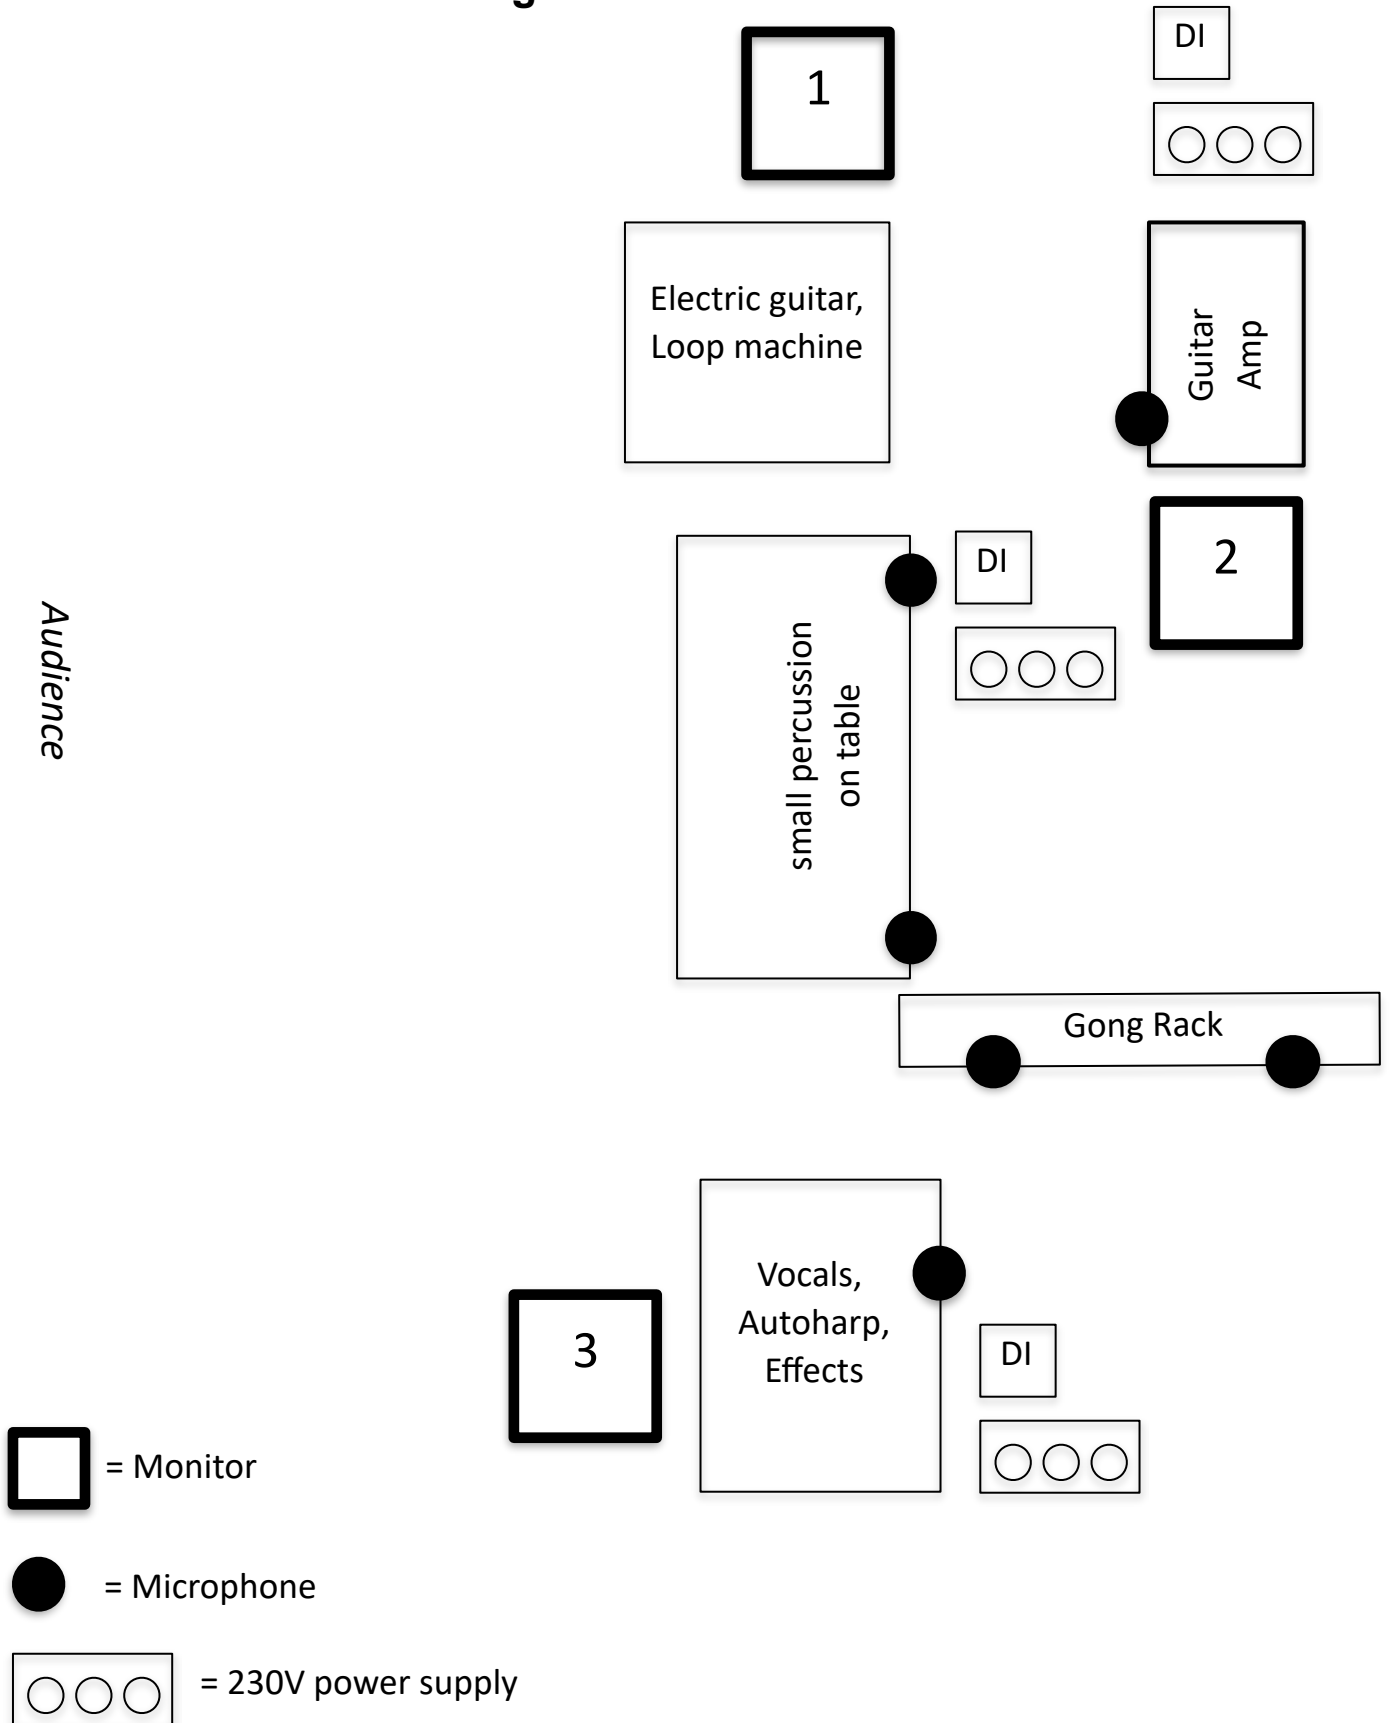 1
DI
Electric guitar,
Loop machine
Guitar
Amp
2
DI
Audience
small percussion
on table
Gong Rack
Vocals,
Autoharp,
Effects
3
DI
= Monitor
= Microphone
= 230V power supply